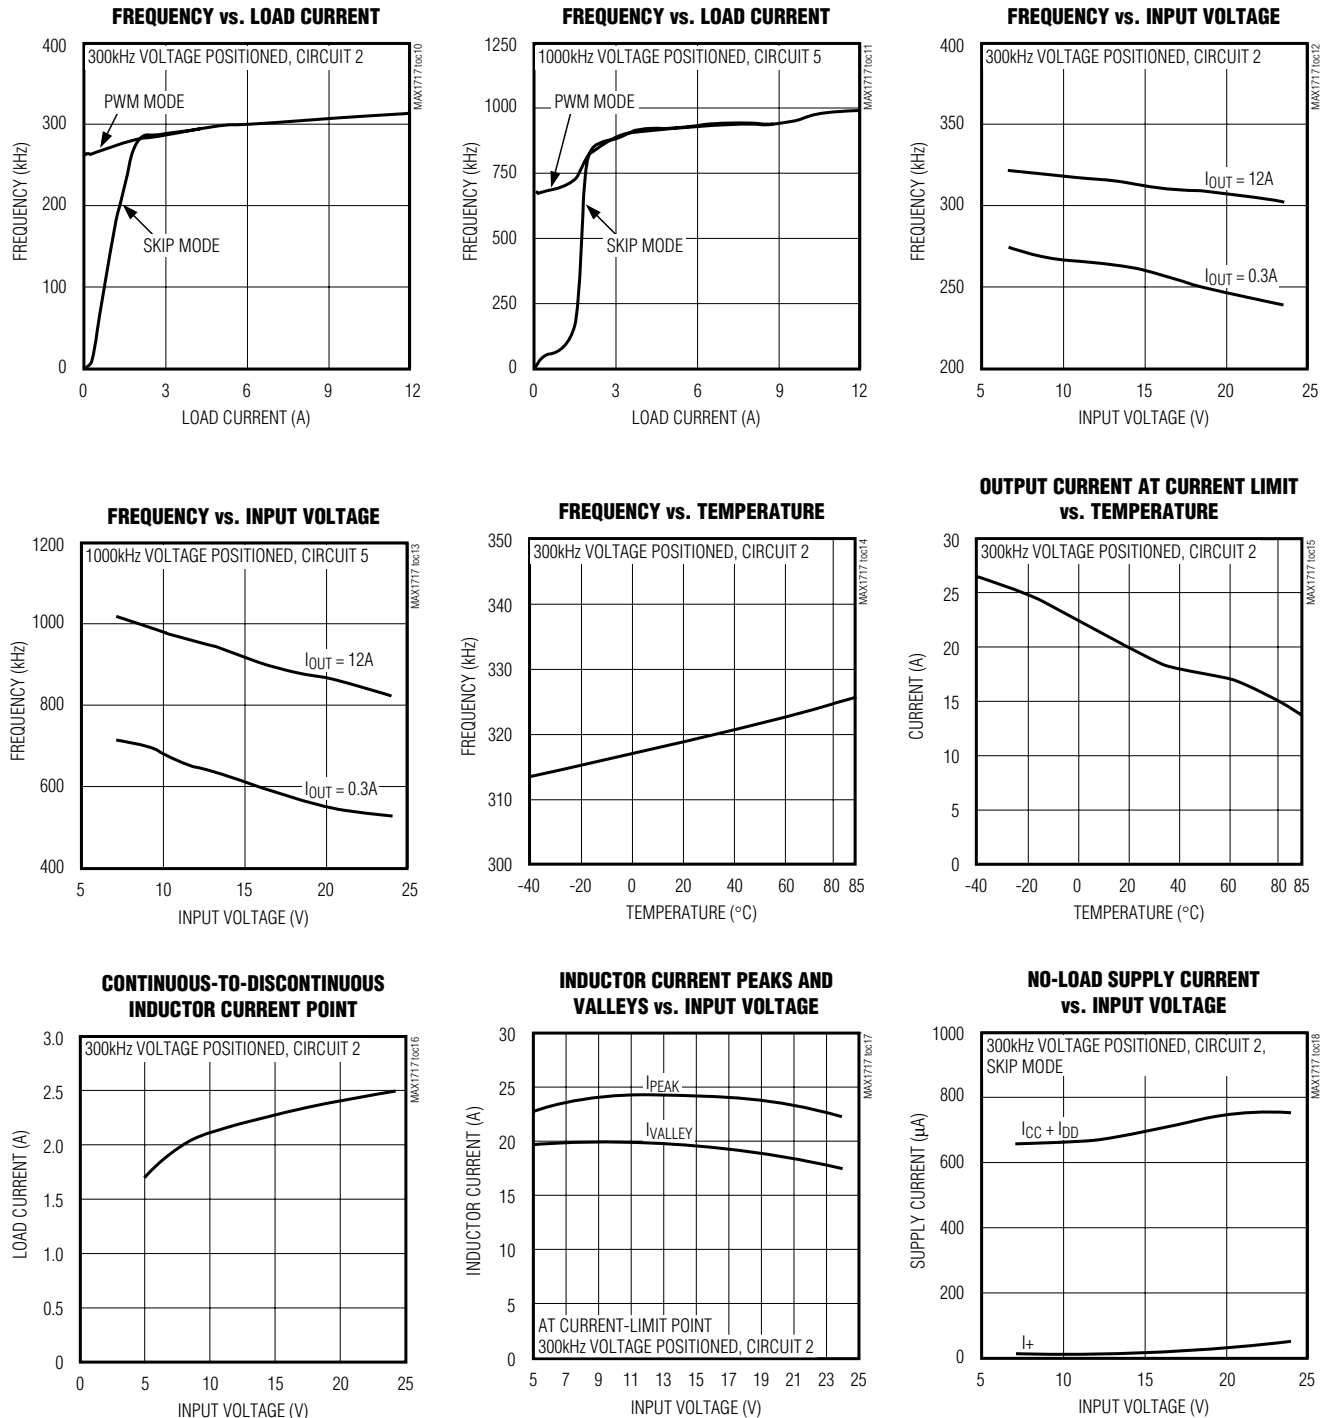 FREQUENCY vs. LOAD CURRENT
300kHz VOLTAGE POSITIONED, CIRCUIT 2
MAX1717 toc10
PWM MODE
SKIP MODE
FREQUENCY (kHz)
400
300
200
100
0
0 3 6 9 12
LOAD CURRENT (A)
FREQUENCY vs. LOAD CURRENT
1000kHz VOLTAGE POSITIONED, CIRCUIT 5
MAX1717 toc11
PWM MODE
SKIP MODE
FREQUENCY (kHz)
1250
1000
750
500
250
0
0 3 6 9 12
LOAD CURRENT (A)
FREQUENCY vs. INPUT VOLTAGE
300kHz VOLTAGE POSITIONED, CIRCUIT 2
MAX1717 toc12
IOUT = 12A
IOUT = 0.3A
FREQUENCY (kHz)
400
350
300
250
200
5 10 15 20 25
INPUT VOLTAGE (V)
FREQUENCY vs. INPUT VOLTAGE
1000kHz VOLTAGE POSITIONED, CIRCUIT 5
MAX1717 toc13
IOUT = 12A
IOUT = 0.3A
FREQUENCY (kHz)
1200
1000
800
600
400
5 10 15 20 25
INPUT VOLTAGE (V)
FREQUENCY vs. TEMPERATURE
300kHz VOLTAGE POSITIONED, CIRCUIT 2
MAX1717 toc14
FREQUENCY (kHz)
350
340
330
320
310
300
-40 -20 0 20 40 60 80 85
TEMPERATURE (°C)
OUTPUT CURRENT AT CURRENT LIMIT
vs. TEMPERATURE
300kHz VOLTAGE POSITIONED, CIRCUIT 2
MAX1717 toc15
CURRENT (A)
30
25
20
15
10
5
0
-40 -20 0 20 40 60 80 85
TEMPERATURE (°C)
CONTINUOUS-TO-DISCONTINUOUS
INDUCTOR CURRENT POINT
300kHz VOLTAGE POSITIONED, CIRCUIT 2
MAX1717 toc16
LOAD CURRENT (A)
3.0
2.5
2.0
1.5
1.0
0.5
0
0 5 10 15 20 25
INPUT VOLTAGE (V)
INDUCTOR CURRENT PEAKS AND
VALLEYS vs. INPUT VOLTAGE
MAX1717 toc17
IPEAK
IVALLEY
AT CURRENT-LIMIT POINT
300kHz VOLTAGE POSITIONED, CIRCUIT 2
INDUCTOR CURRENT (A)
30
25
20
15
10
5
0
5 7 9 11 13 15 17 19 21 23 25
INPUT VOLTAGE (V)
NO-LOAD SUPPLY CURRENT
vs. INPUT VOLTAGE
300kHz VOLTAGE POSITIONED, CIRCUIT 2,
SKIP MODE
MAX1717 toc18
ICC + IDD
I+
SUPPLY CURRENT (µA)
1000
800
600
400
200
0
5 10 15 20 25
INPUT VOLTAGE (V)